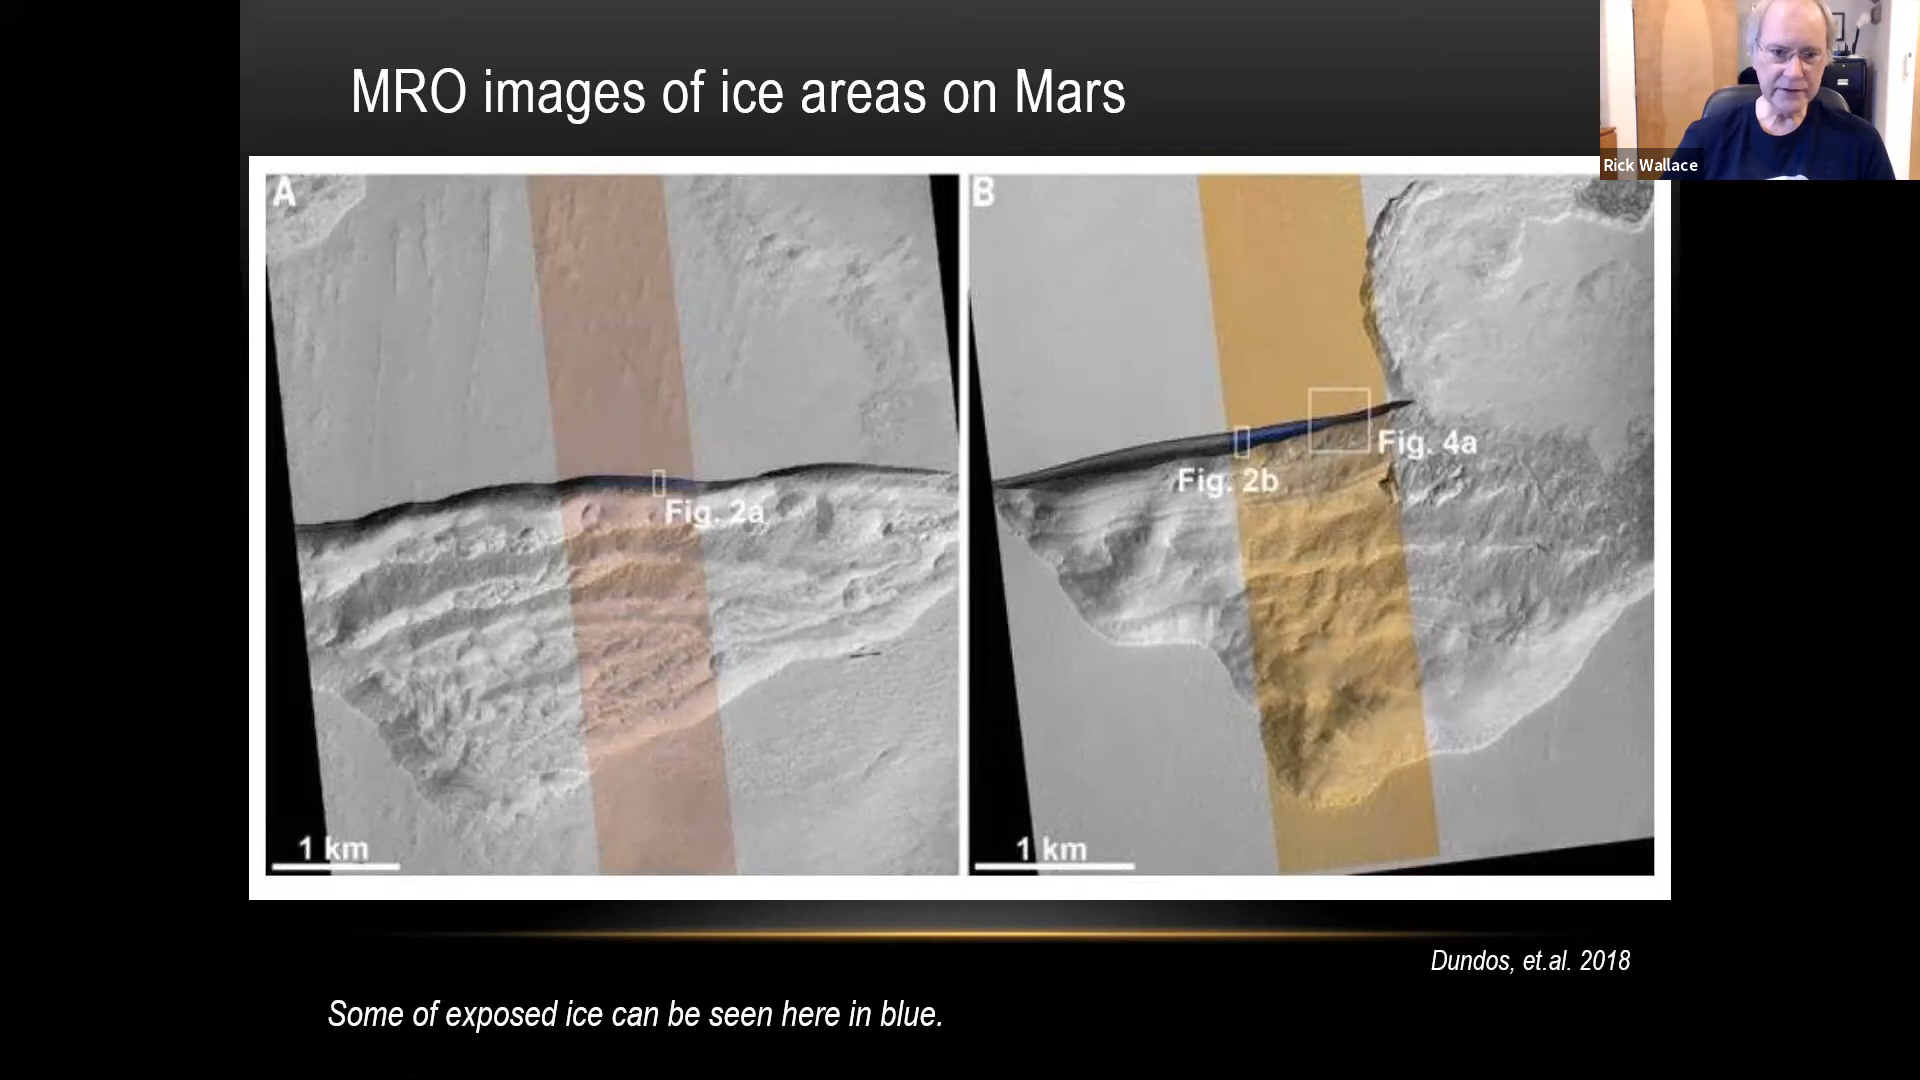 MRO images of ice areas on Mars
Rick Wallace
A
B
Fig. 4a
Fig. 2b
Fig. 2a
1 km
1 km
Dundos, et.al. 2018
Some of exposed ice can be seen here in blue.